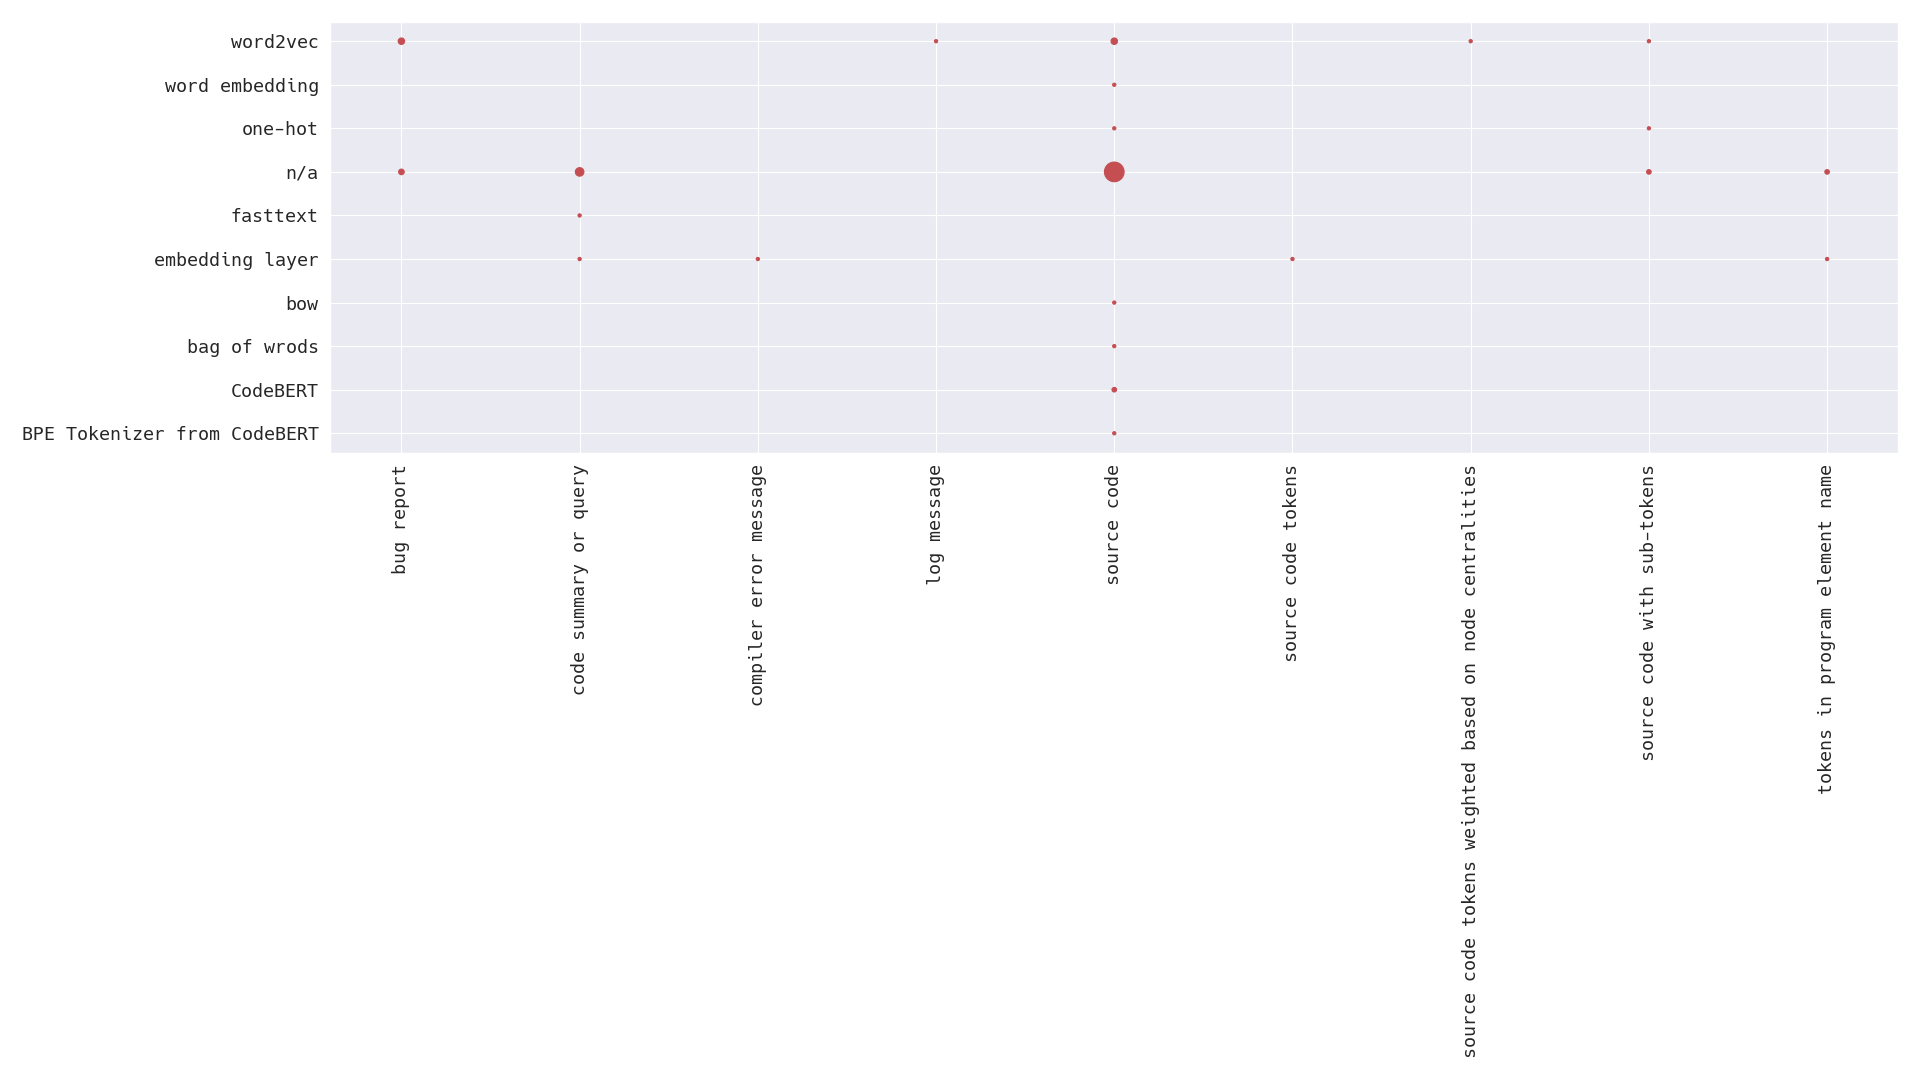 word2vec
word embedding
one-hot
n/a
fasttext
embedding layer
bow
bag of wrods
CodeBERT
BPE Tokenizer from CodeBERT
bug report
code summary or query
compiler error message
log message
source code
source code tokens
source code tokens weighted based on node centralities
source code with sub-tokens
tokens in program element name